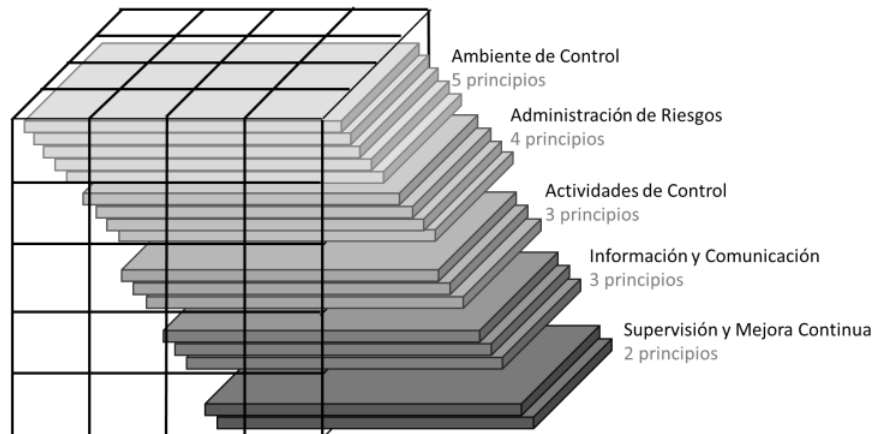 Ambiente de Control
5 principios
Administración de Riesgos
4 principios
Actividades de Control
3 principios
Información y Comunicación
3 principios
Supervisión y Mejora Continua
2 principios